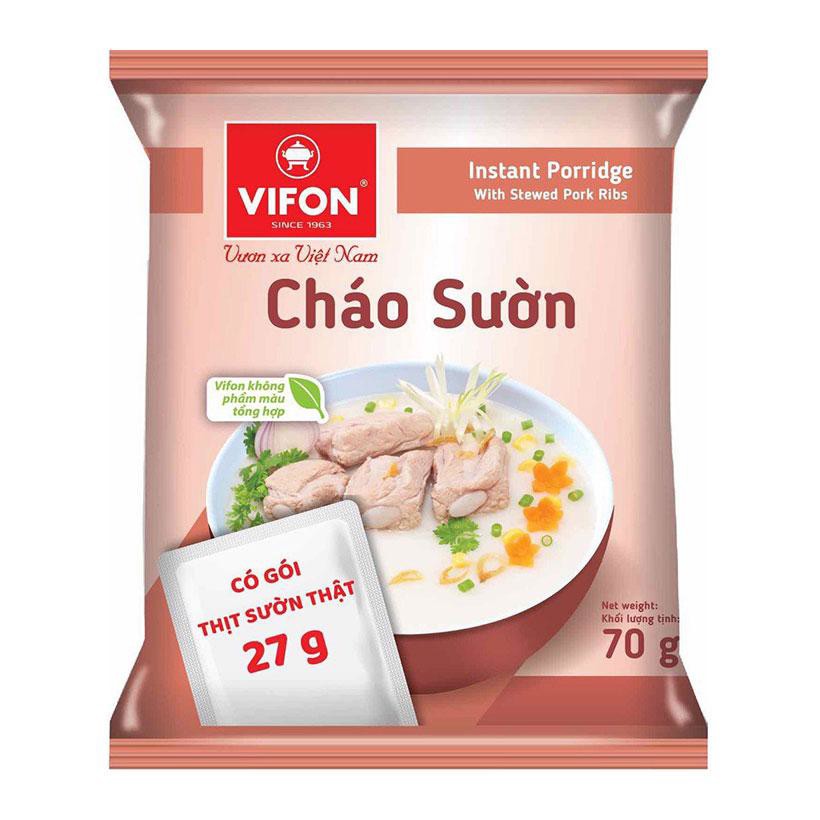 VIFON®
SINCE 1963
Vươn xa Việt Nam
Instant Porridge
With Stewed Pork Ribs
Cháo Sườn
Vifon không
phẩm màu
tổng hợp
CÓ GÓI
THỊT SƯỜN THẬT
27 g
Net weight:
Khối lượng tịnh:
70 g